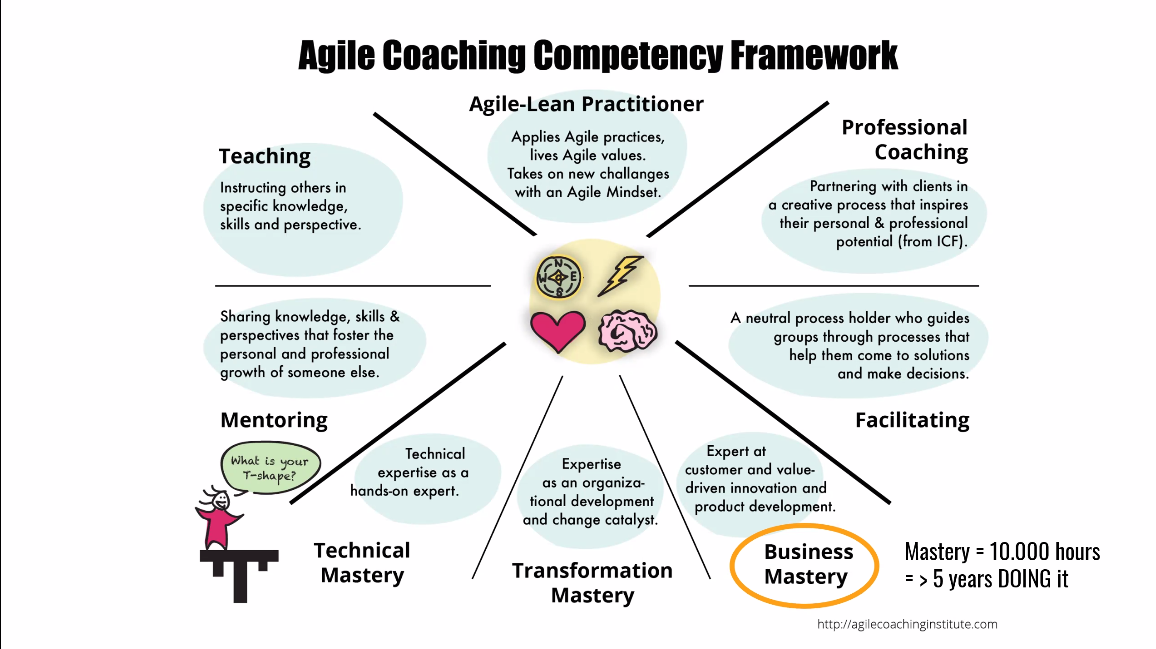 Agile Coaching Competency Framework
Agile-Lean Practitioner
Applies Agile practices,
lives Agile values.
Takes on new challanges
with an Agile Mindset.
Teaching
Instructing others in
specific knowledge,
skills and perspective.
Professional
Coaching
Partnering with clients in
a creative process that inspires
their personal & professional
potential (from ICF).
N
W E
S
Sharing knowledge, skills &
perspectives that foster the
personal and professional
growth of someone else.
Mentoring
A neutral process holder who guides
groups through processes that
help them come to solutions
and make decisions.
Facilitating
What is your
T-shape?
Technical
expertise as a
hands-on expert.
Technical
Mastery
Expertise
as an organiza-
tional development
and change catalyst.
Transformation
Mastery
Expert at
customer and value-
driven innovation and
product development.
Business
Mastery
Mastery = 10.000 hours
= > 5 years DOING it
http://agilecoachinginstitute.com